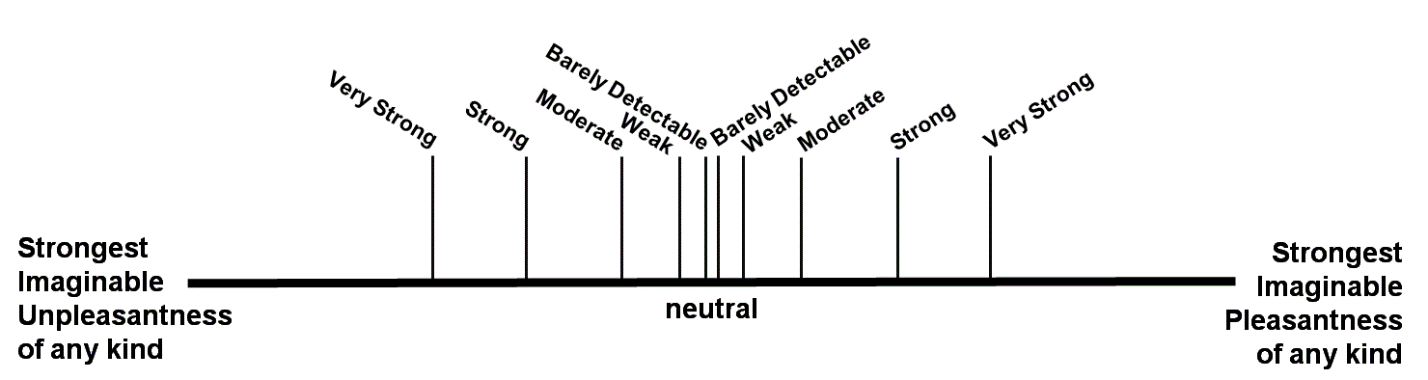 Very Strong
Strong
Moderate
Weak
Barely Detectable
Barely Detectable
Weak
Moderate
Strong
Very Strong
Strongest
Imaginable
Unpleasantness
of any kind
neutral
Strongest
Imaginable
Pleasantness
of any kind